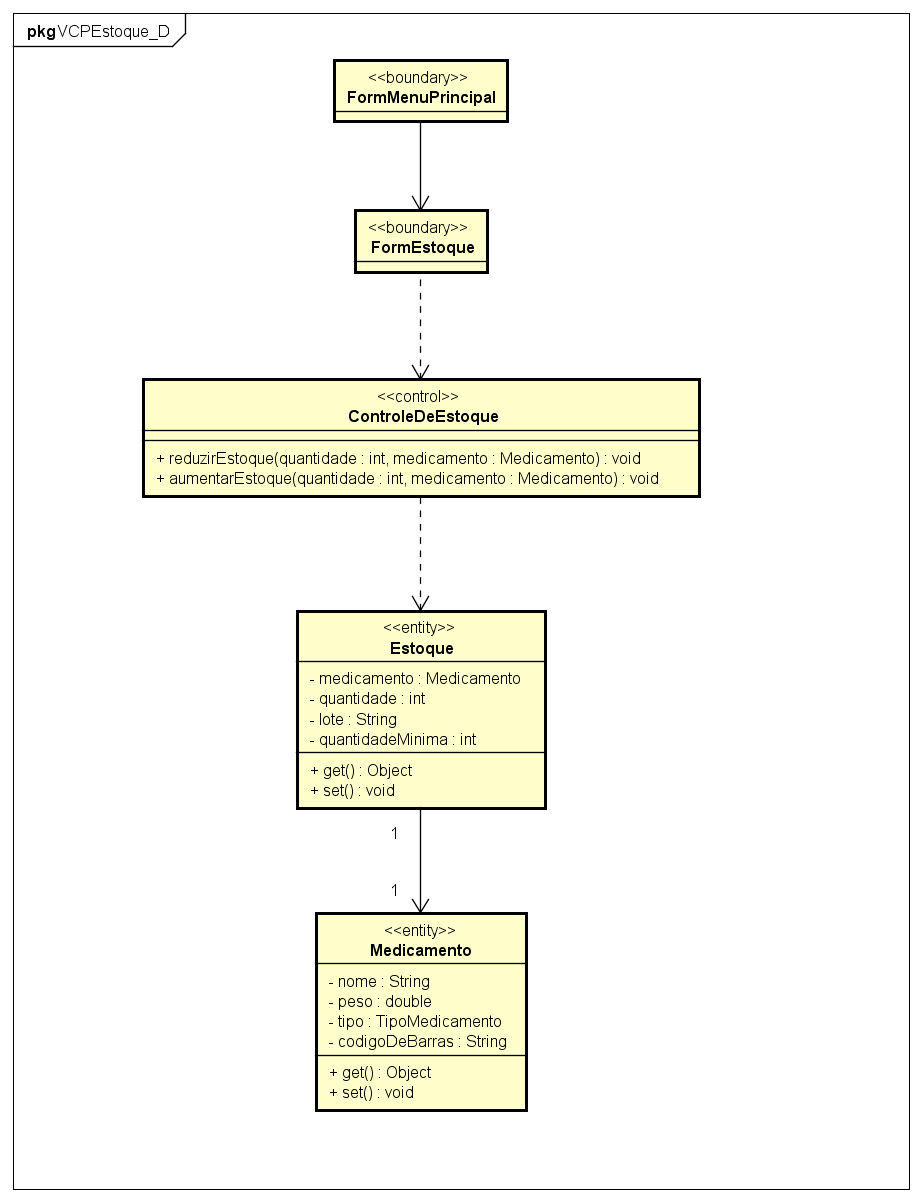 pkg VCPEstoque_D
<<boundary>>
FormMenuPrincipal
<<boundary>>
FormEstoque
<<control>>
ControleDeEstoque
+ reduzirEstoque(quantidade : int, medicamento : Medicamento) : void
+ aumentarEstoque(quantidade : int, medicamento : Medicamento) : void
<<entity>>
Estoque
- medicamento : Medicamento
- quantidade : int
- lote : String
- quantidadeMinima : int
+ get() : Object
+ set() : void
1
1
<<entity>>
Medicamento
- nome : String
- peso : double
- tipo : TipoMedicamento
- codigoDeBarras : String
+ get() : Object
+ set() : void